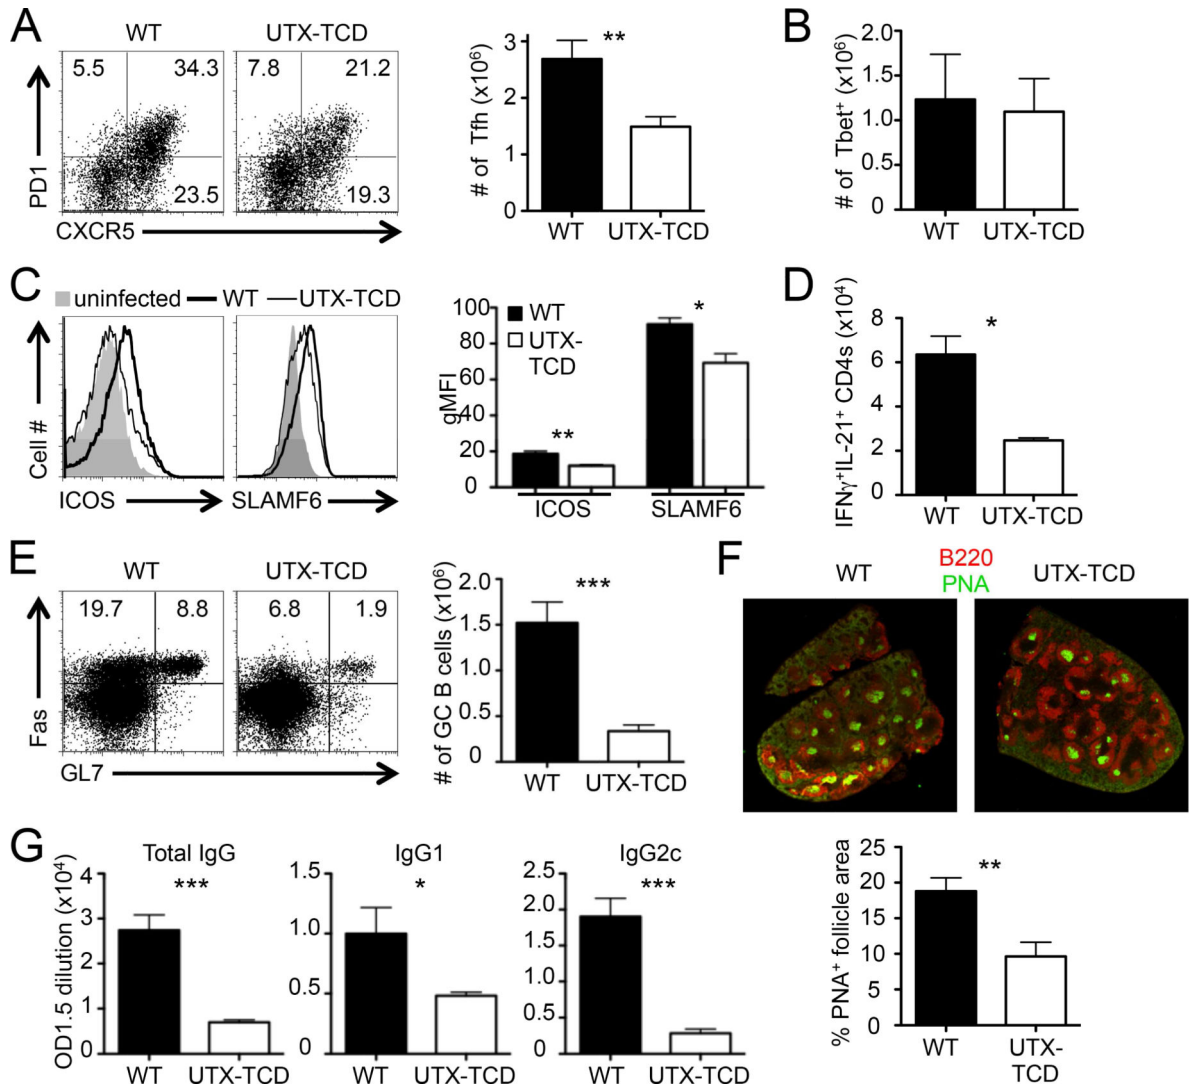 A
WT
UTX-TCD
5.5
34.3
23.5
7.8
21.2
19.3
PD1
CXCR5
# of Tfh (x10⁶)
3
2
1
0
**
WT
UTX-TCD
B
# of Tbet⁺ (x10⁶)
2.0
1.5
1.0
0.5
0
WT
UTX-TCD
C
uninfected
WT
UTX-TCD
Cell #
ICOS
SLAMF6
gMFI
100
80
60
40
20
0
WT
UTX-
TCD
**
*
ICOS
SLAMF6
D
IFNγ⁺IL-21⁺ CD4s (x10⁴)
8
6
4
2
0
*
WT
UTX-TCD
E
WT
UTX-TCD
19.7
8.8
6.8
1.9
Fas
GL7
# of GC B cells (x10⁶)
2.0
1.5
1.0
0.5
0
***
WT
UTX-TCD
F
WT
B220
PNA
UTX-TCD
% PNA⁺ follicle area
25
20
15
10
5
0
**
WT
UTX-
TCD
G
OD1.5 dilution (x10⁴)
Total IgG
4
3
2
1
0
***
WT
UTX-TCD
IgG1
1.5
1.0
0.5
0
*
WT
UTX-TCD
IgG2c
2.5
2.0
1.5
1.0
0.5
0
***
WT
UTX-TCD